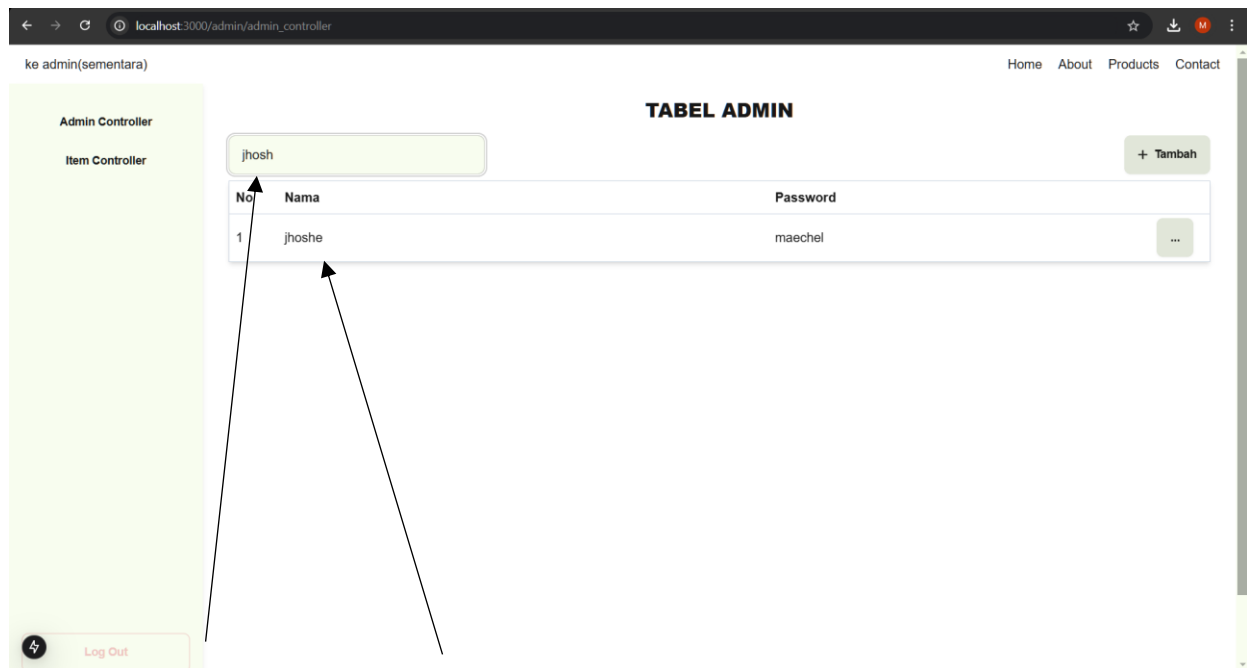 localhost:3000/admin/admin_controller
M
ke admin(sementara)
Home About Products Contact
Admin Controller
Item Controller
TABEL ADMIN
jhosh
+ Tambah
No Nama Password
1 jhoshe maechel ...
Log Out